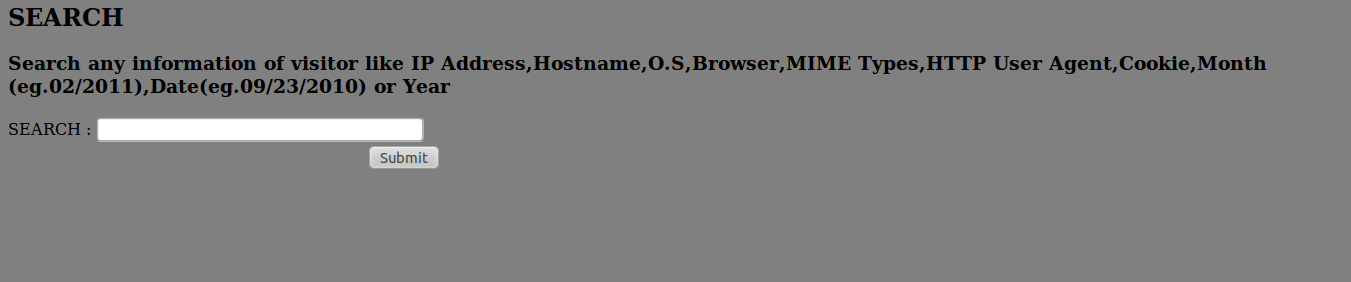 SEARCH
Search any information of visitor like IP Address,Hostname,O.S,Browser,MIME Types,HTTP User Agent,Cookie,Month
(eg.02/2011),Date(eg.09/23/2010) or Year
SEARCH :
Submit